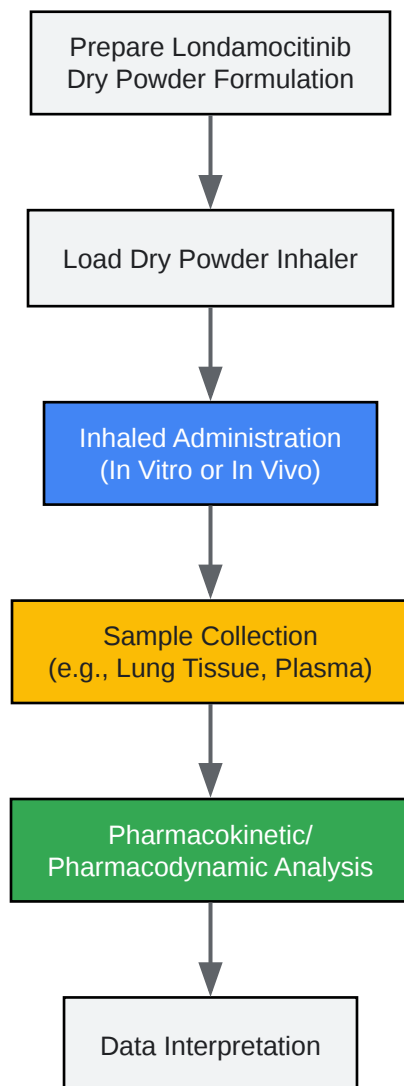 Prepare Londamocitinib
Dry Powder Formulation
Load Dry Powder Inhaler
Inhaled Administration
(In Vitro or In Vivo)
Sample Collection
(e.g., Lung Tissue, Plasma)
Pharmacokinetic/
Pharmacodynamic Analysis
Data Interpretation